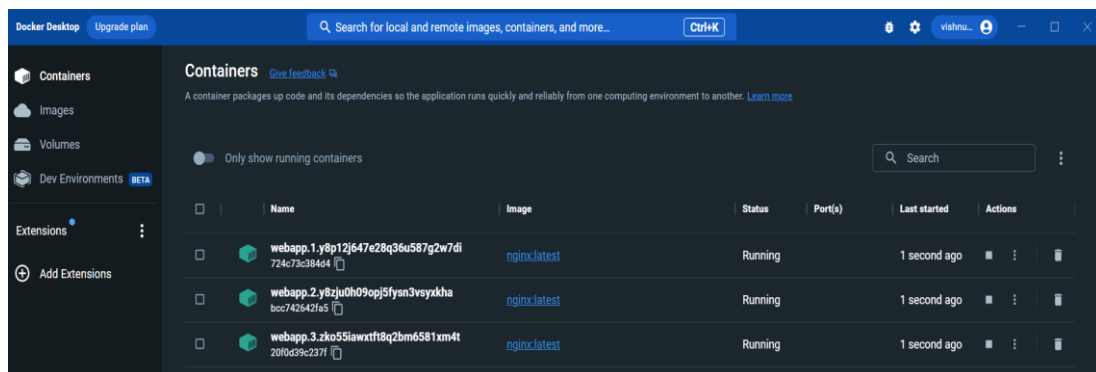 Docker Desktop Upgrade plan Search for local and remote images, containers, and more... Ctrl+K vishnu...
Containers
Images
Volumes
Dev Environments BETA
Extensions
Add Extensions
Containers Give feedback
A container packages up code and its dependencies so the application runs quickly and reliably from one computing environment to another. Learn more
Only show running containers Search
Name Image Status Port(s) Last started Actions
webapp.1.y8p12j647e28q36u587g2w7di
724c73c384d4
nginx:latest Running 1 second ago
webapp.2.y8zju0h09opj5fysn3vsyxkha
bcc742642fa5
nginx:latest Running 1 second ago
webapp.3.zko55iawxtft8q2bm6581xm4t
20f0d39c237f
nginx:latest Running 1 second ago